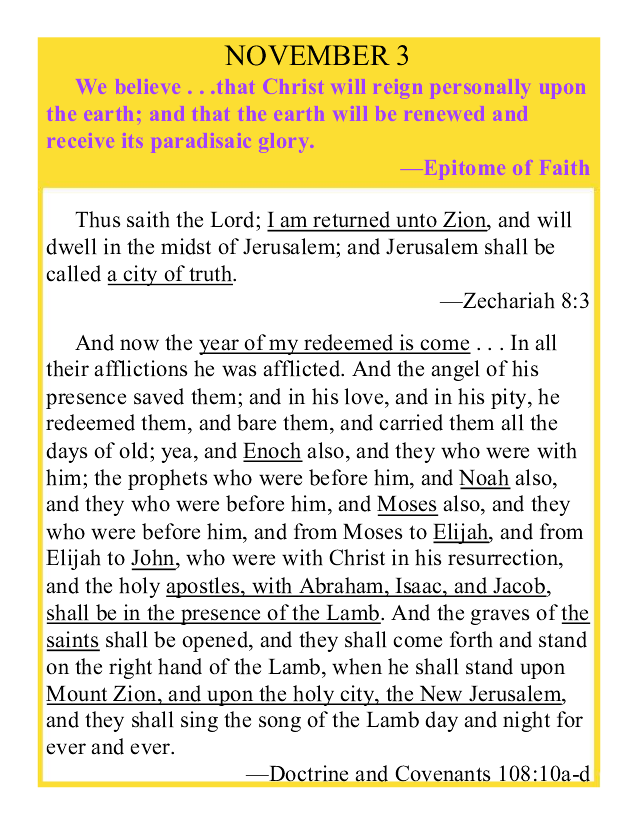 NOVEMBER 3
We believe . . .that Christ will reign personally upon
the earth; and that the earth will be renewed and
receive its paradisaic glory.
—Epitome of Faith
Thus saith the Lord; I am returned unto Zion, and will
dwell in the midst of Jerusalem; and Jerusalem shall be
called a city of truth.
—Zechariah 8:3
And now the year of my redeemed is come . . . In all
their afflictions he was afflicted. And the angel of his
presence saved them; and in his love, and in his pity, he
redeemed them, and bare them, and carried them all the
days of old; yea, and Enoch also, and they who were with
him; the prophets who were before him, and Noah also,
and they who were before him, and Moses also, and they
who were before him, and from Moses to Elijah, and from
Elijah to John, who were with Christ in his resurrection,
and the holy apostles, with Abraham, Isaac, and Jacob,
shall be in the presence of the Lamb. And the graves of the
saints shall be opened, and they shall come forth and stand
on the right hand of the Lamb, when he shall stand upon
Mount Zion, and upon the holy city, the New Jerusalem,
and they shall sing the song of the Lamb day and night for
ever and ever.
—Doctrine and Covenants 108:10a-d